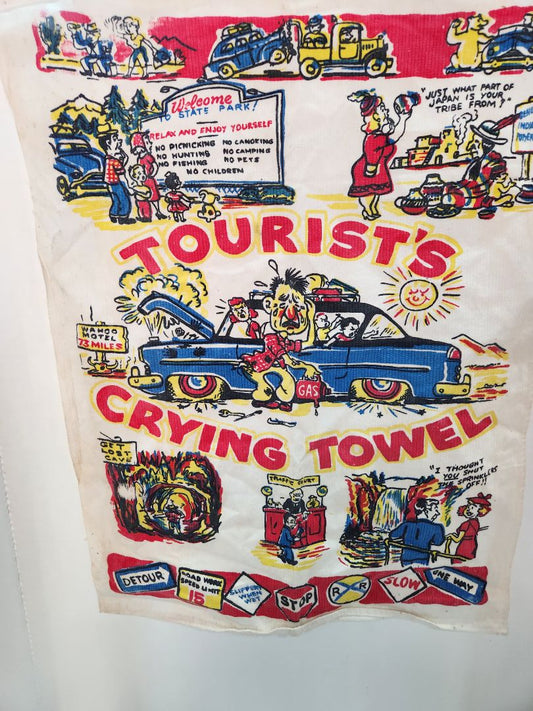 Welcome
TO STATE PARK!
RELAX AND ENJOY YOURSELF
NO PICNICKING NO CANOEING
NO HUNTING NO CAMPING
NO FISHING NO PETS
NO CHILDREN
"JUST WHAT PART OF
JAPAN IS YOUR
TRIBE FROM?"
TOURIST'S
WAHOO
MOTEL
73 MILES
GAS
CRYING TOWEL
GET
LOST
CAVE
TRAFFIC COURT
"I THOUGHT
YOU SHUT
THE SPRINKLERS
OFF!!
DETOUR
ROAD WORK
SPEED LIMIT
15
SLIPPERY
WHEN
WET
STOP
R R
SLOW
ONE WAY